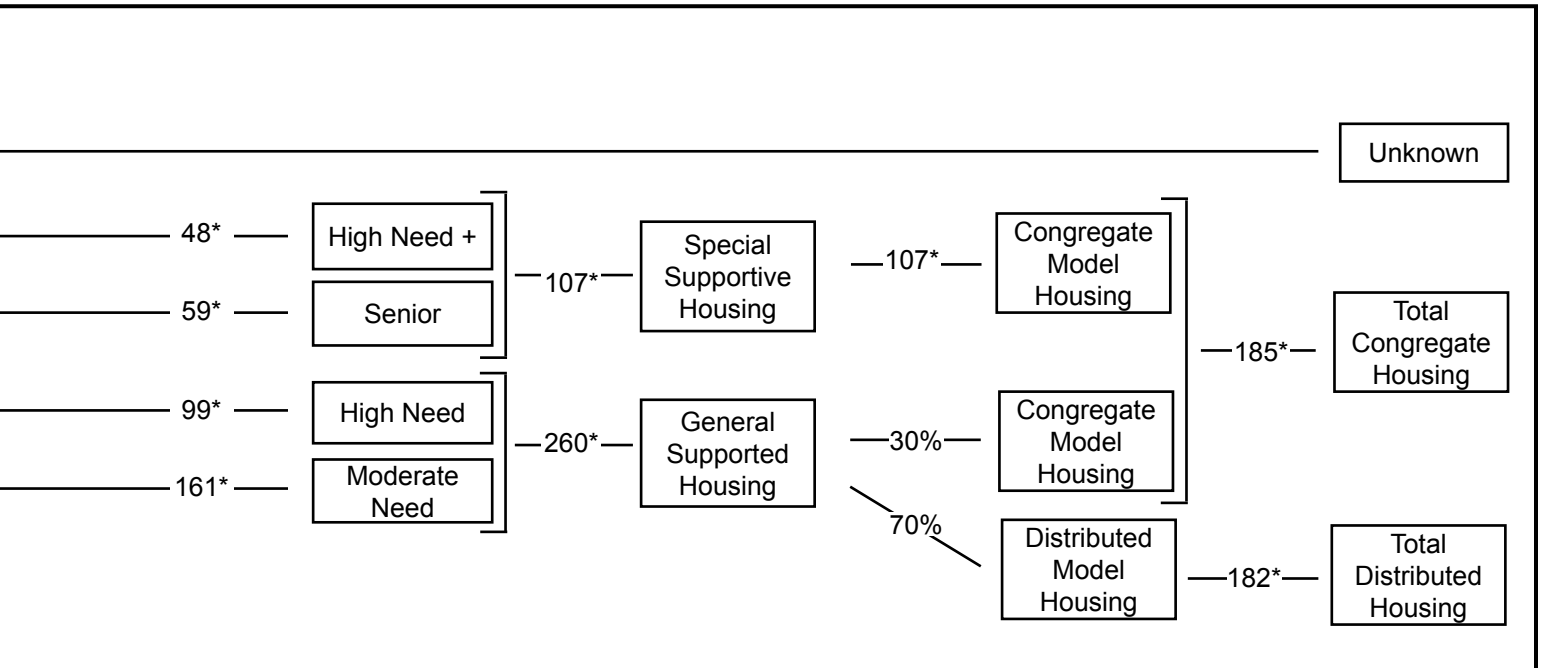 Unknown
48*
High Need +
59*
Senior
107*
Special
Supportive
Housing
107*
Congregate
Model
Housing
185*
Total
Congregate
Housing
99*
High Need
161*
Moderate
Need
260*
General
Supported
Housing
30%
Congregate
Model
Housing
70%
Distributed
Model
Housing
182*
Total
Distributed
Housing